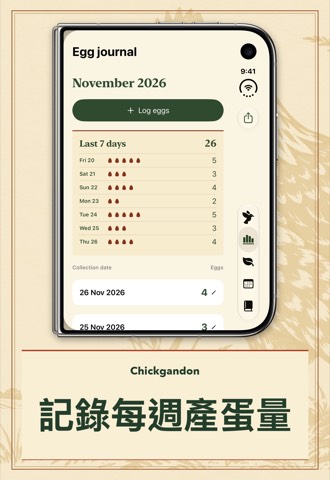 Egg journal
9:41
November 2026
+ Log eggs
Last 7 days 26
Fri 20 5
Sat 21 3
Sun 22 4
Mon 23 2
Tue 24 5
Wed 25 3
Thu 26 4
Collection date Eggs
26 Nov 2026 4
25 Nov 2026 3
Chickgandon
記錄每週產蛋量